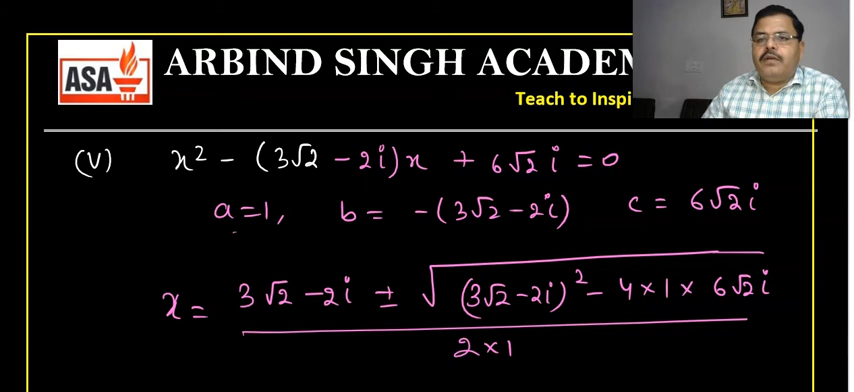 ARBIND SINGH ACADEM
ASA
Teach to Inspi
(V) x² - (3√2 - 2i)x + 6√2 i = 0
a = 1, b = -(3√2 - 2i) c = 6√2 i
x = 3√2 - 2i ± √((3√2 - 2i)² - 4 × 1 × 6√2 i)
2 × 1